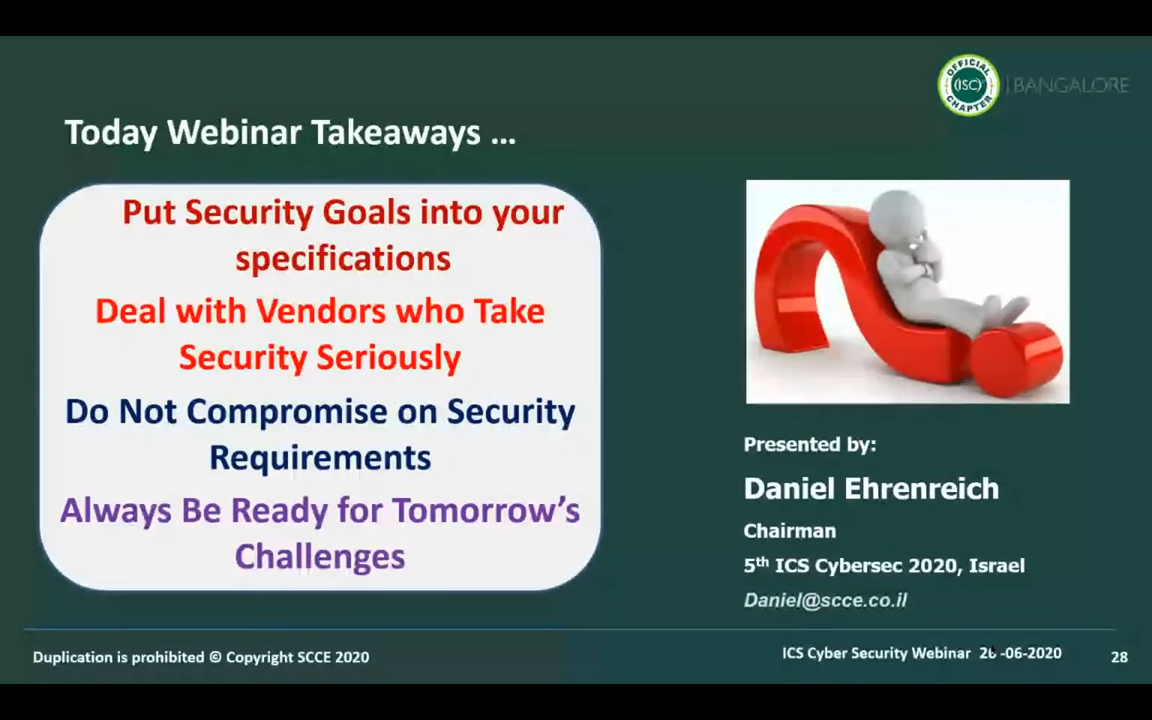 OFFICIAL
(ISC)
CHAPTER
BANGALORE
Today Webinar Takeaways ...
Put Security Goals into your
specifications
Deal with Vendors who Take
Security Seriously
Do Not Compromise on Security
Requirements
Always Be Ready for Tomorrow's
Challenges
Presented by:
Daniel Ehrenreich
Chairman
5th ICS Cybersec 2020, Israel
Daniel@scce.co.il
Duplication is prohibited © Copyright SCCE 2020
ICS Cyber Security Webinar 26 -06-2020
28